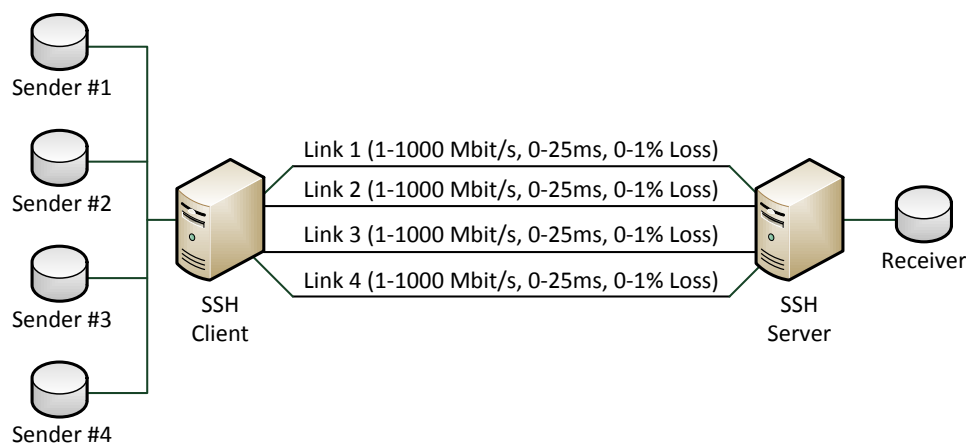 Sender #1
Sender #2
Sender #3
Sender #4
SSH
Client
Link 1 (1-1000 Mbit/s, 0-25ms, 0-1% Loss)
Link 2 (1-1000 Mbit/s, 0-25ms, 0-1% Loss)
Link 3 (1-1000 Mbit/s, 0-25ms, 0-1% Loss)
Link 4 (1-1000 Mbit/s, 0-25ms, 0-1% Loss)
SSH
Server
Receiver